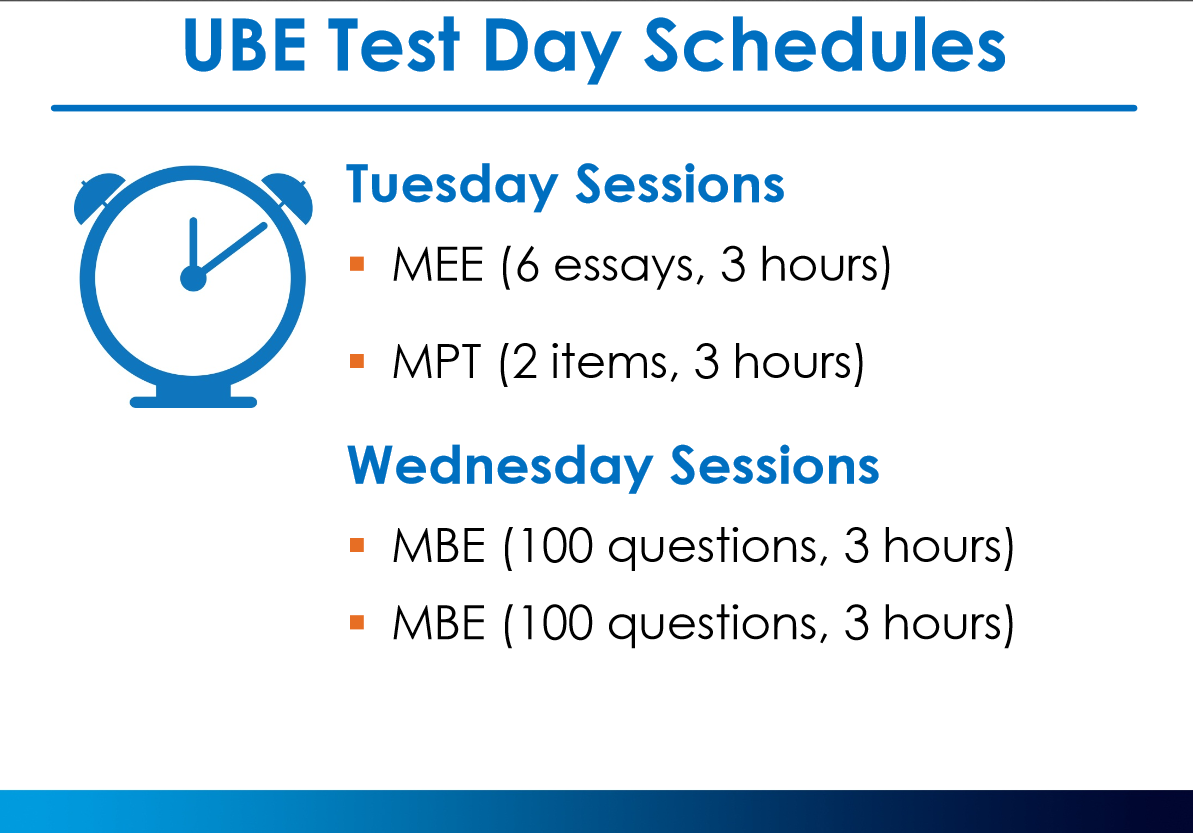 UBE Test Day Schedules
Tuesday Sessions
▪ MEE (6 essays, 3 hours)
▪ MPT (2 items, 3 hours)
Wednesday Sessions
▪ MBE (100 questions, 3 hours)
▪ MBE (100 questions, 3 hours)